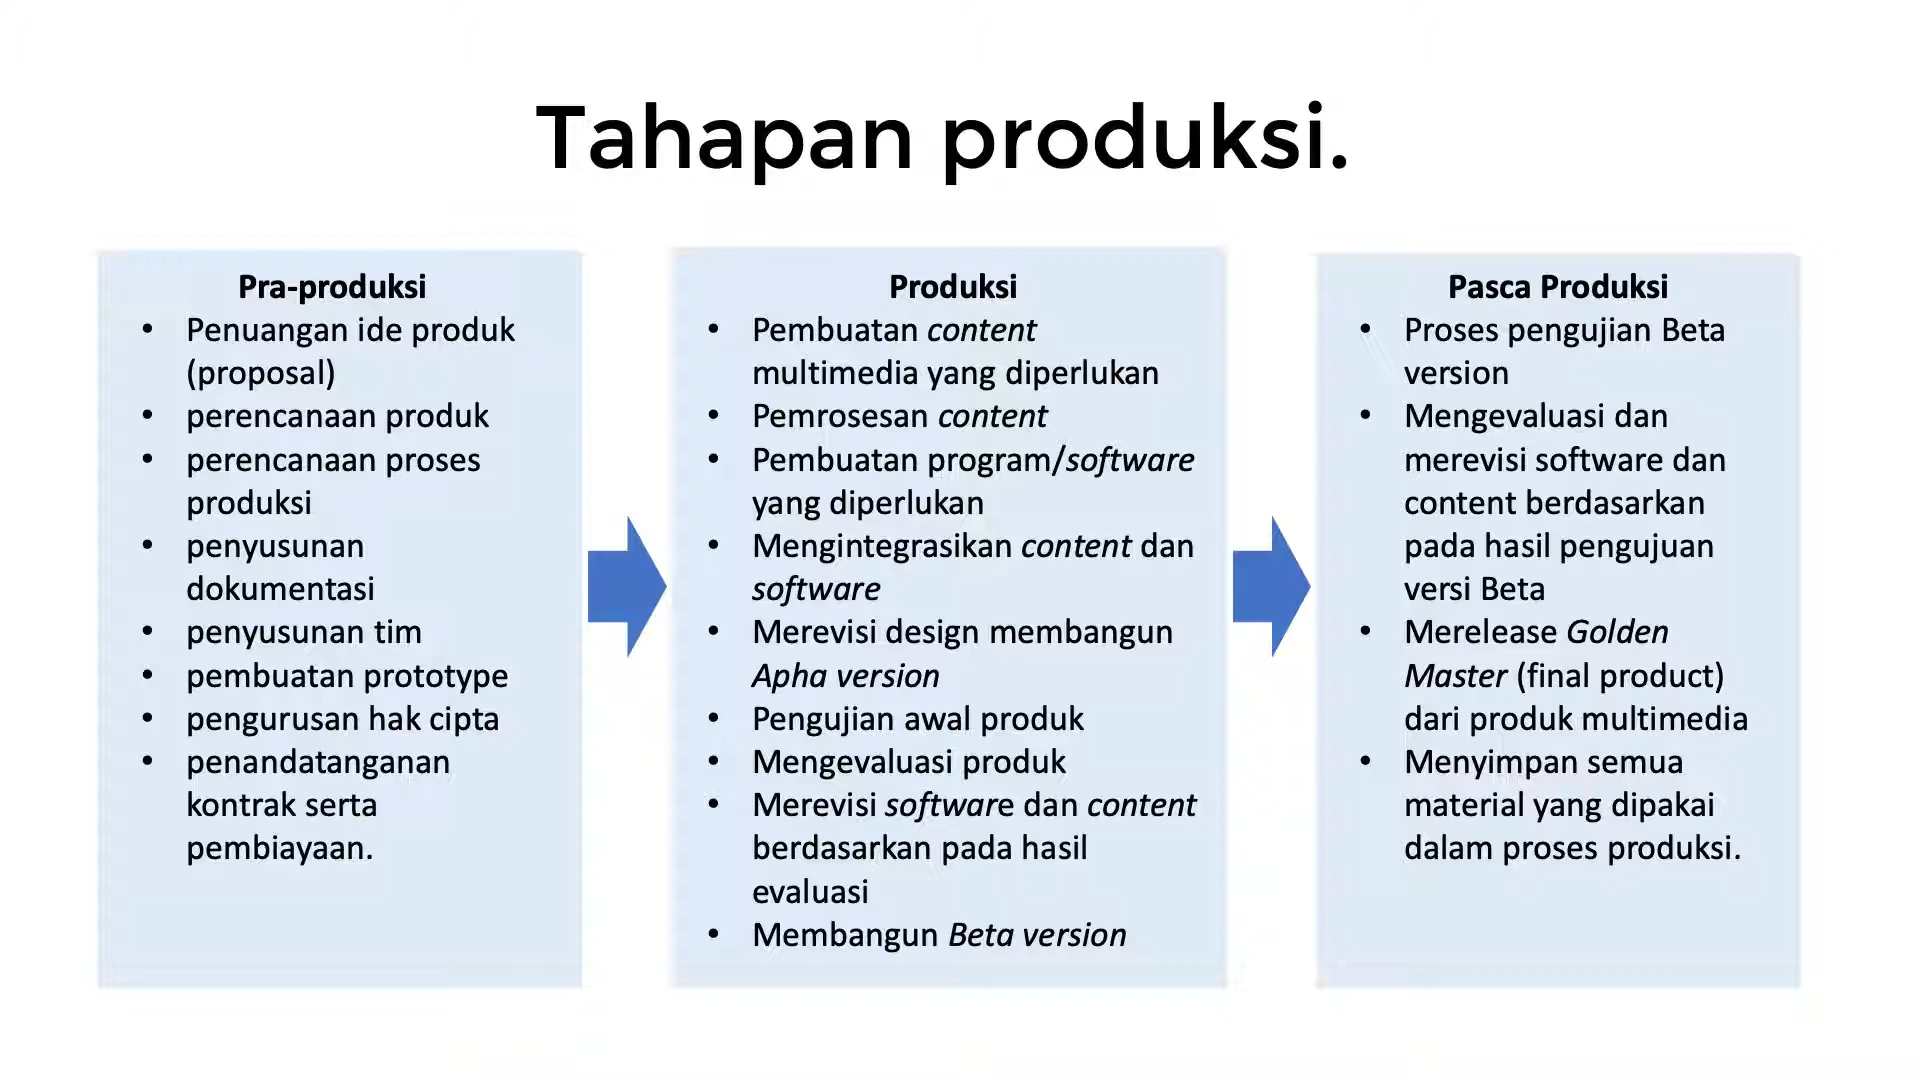 Tahapan produksi.
Pra-produksi
• Penuangan ide produk
(proposal)
• perencanaan produk
• perencanaan proses
produksi
• penyusunan
dokumentasi
• penyusunan tim
• pembuatan prototype
• pengurusan hak cipta
• penandatanganan
kontrak serta
pembiayaan.
Produksi
• Pembuatan content
multimedia yang diperlukan
• Pemrosesan content
• Pembuatan program/software
yang diperlukan
• Mengintegrasikan content dan
software
• Merevisi design membangun
Apha version
• Pengujian awal produk
• Mengevaluasi produk
• Merevisi software dan content
berdasarkan pada hasil
evaluasi
• Membangun Beta version
Pasca Produksi
• Proses pengujian Beta
version
• Mengevaluasi dan
merevisi software dan
content berdasarkan
pada hasil pengujuan
versi Beta
• Merelease Golden
Master (final product)
dari produk multimedia
• Menyimpan semua
material yang dipakai
dalam proses produksi.